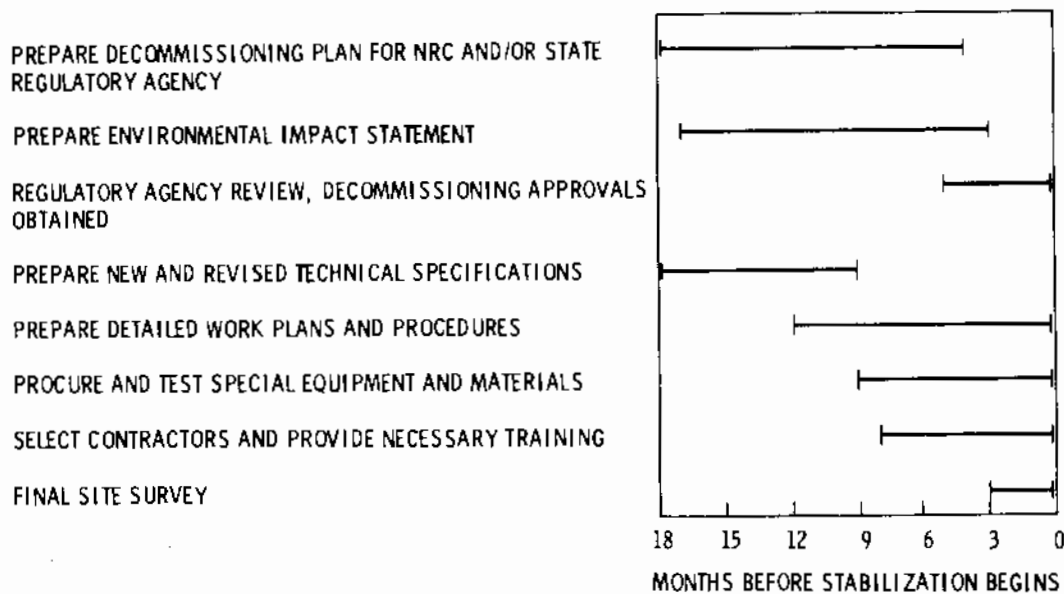 PREPARE DECOMMISSIONING PLAN FOR NRC AND/OR STATE
REGULATORY AGENCY
PREPARE ENVIRONMENTAL IMPACT STATEMENT
REGULATORY AGENCY REVIEW, DECOMMISSIONING APPROVALS
OBTAINED
PREPARE NEW AND REVISED TECHNICAL SPECIFICATIONS
PREPARE DETAILED WORK PLANS AND PROCEDURES
PROCURE AND TEST SPECIAL EQUIPMENT AND MATERIALS
SELECT CONTRACTORS AND PROVIDE NECESSARY TRAINING
FINAL SITE SURVEY
18 15 12 9 6 3 0
MONTHS BEFORE STABILIZATION BEGINS